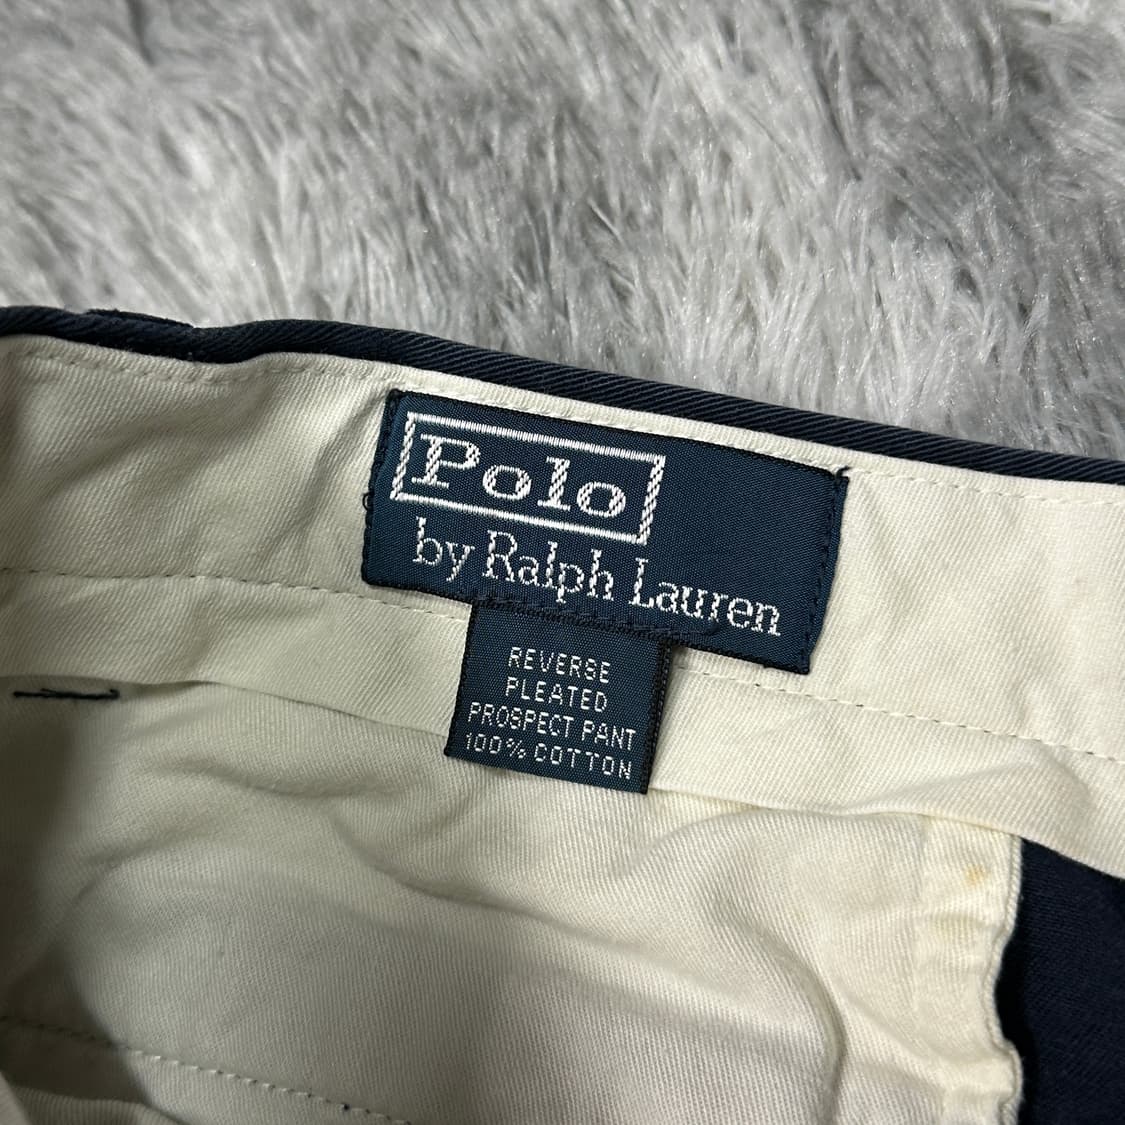 Polo
by Ralph Lauren
REVERSE
PLEATED
PROSPECT PANT
100% COTTON